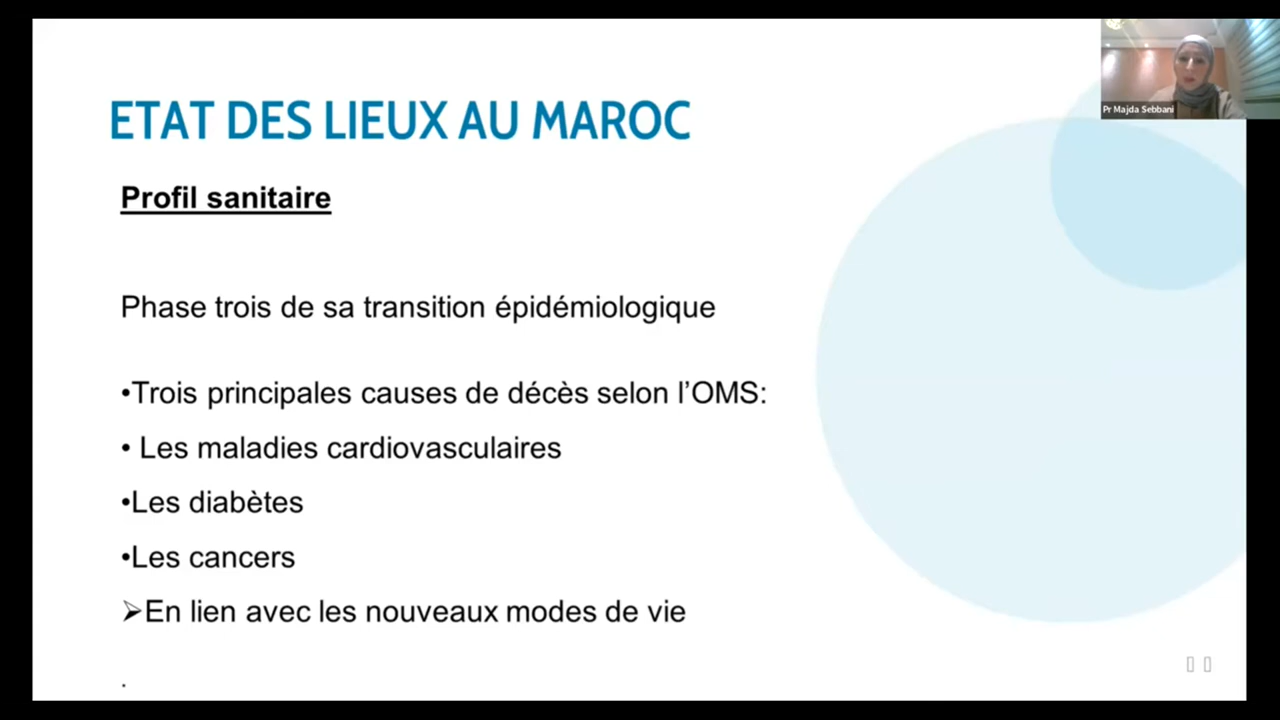 ETAT DES LIEUX AU MAROC
Pr Majda Sebbani
Profil sanitaire
Phase trois de sa transition épidémiologique
•Trois principales causes de décès selon l’OMS:
• Les maladies cardiovasculaires
•Les diabètes
•Les cancers
➢En lien avec les nouveaux modes de vie
.